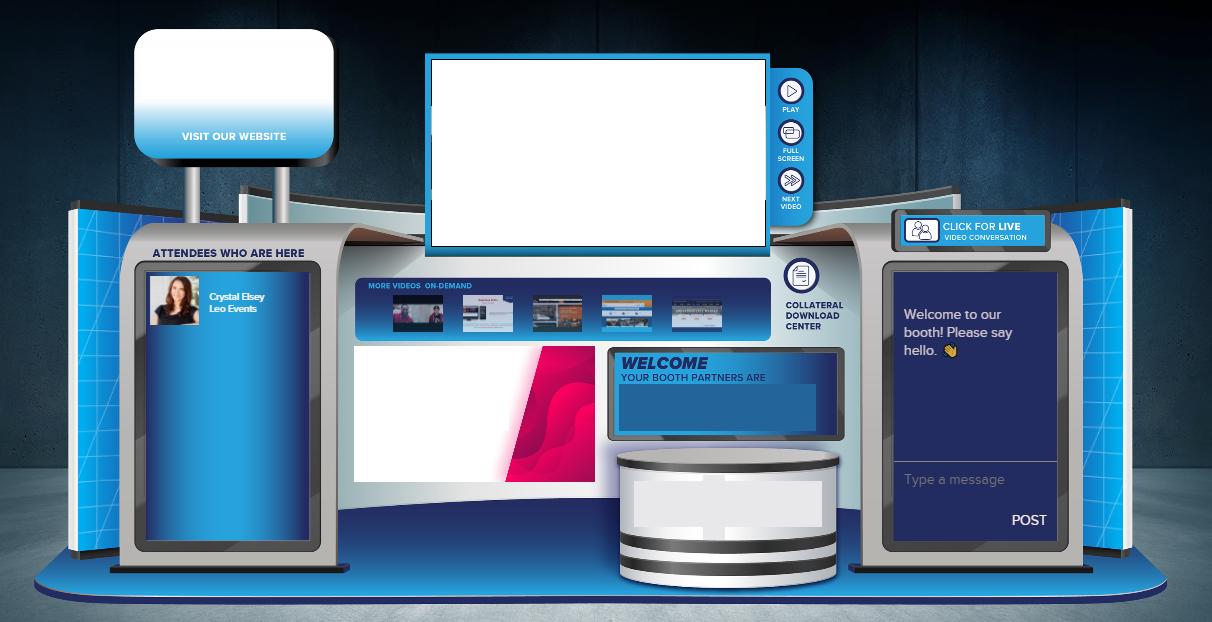 VISIT OUR WEBSITE
PLAY
FULL
SCREEN
NEXT
VIDEO
CLICK FOR LIVE
VIDEO CONVERSATION
ATTENDEES WHO ARE HERE
Crystal Elsey
Leo Events
MORE VIDEOS ON-DEMAND
COLLATERAL
DOWNLOAD
CENTER
WELCOME
YOUR BOOTH PARTNERS ARE
Welcome to our
booth! Please say
hello. 👋
Type a message
POST